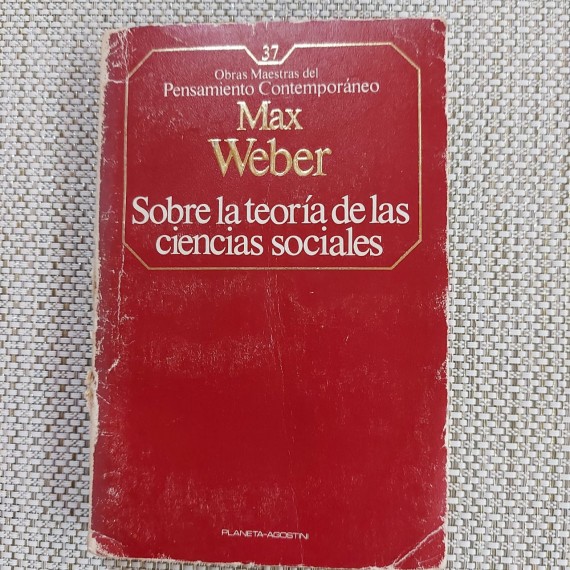 37
Obras Maestras del
Pensamiento Contemporáneo
Max
Weber
Sobre la teoría de las
ciencias sociales
PLANETA-AGOSTINI